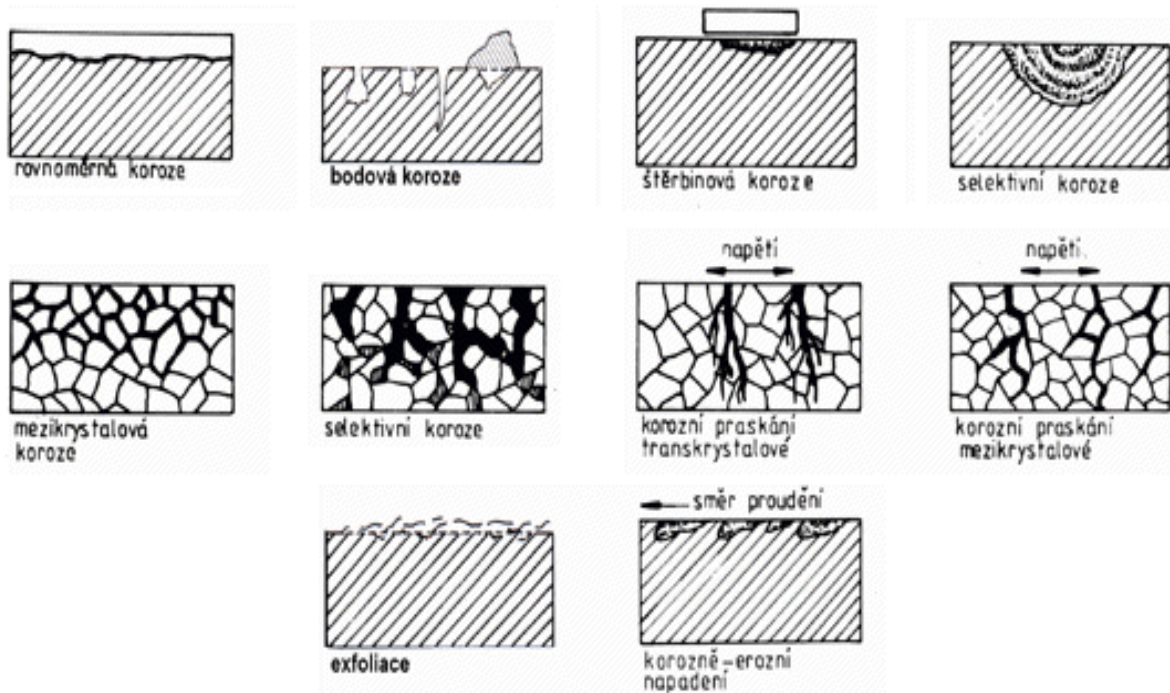 rovnoměrná koroze
bodová koroze
štěrbinová koroze
selektivní koroze
napětí
napětí.
mezikrystalová
koroze
selektivní koroze
korozní praskání
transkrystalové
korozní praskání
mezikrystalové
směr proudění
exfoliace
korozně-erozní
napadení